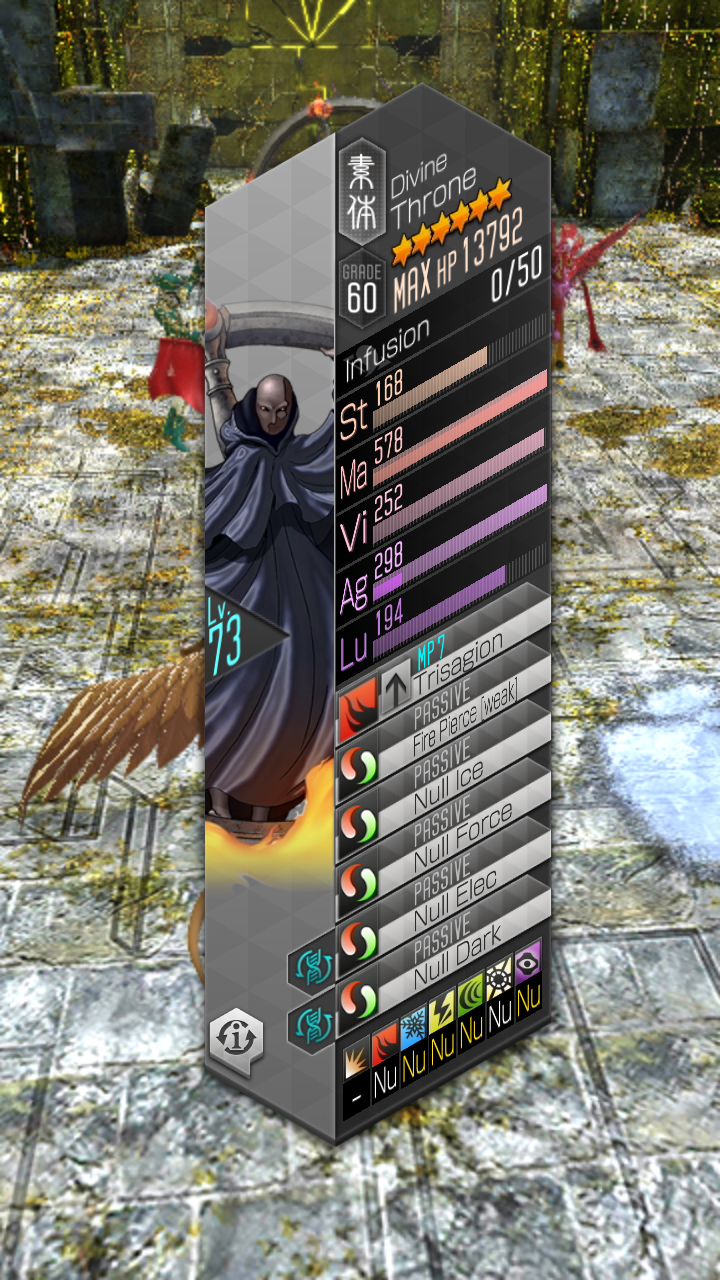 素体
Divine
Throne
GRADE
60
MAX HP 13792
0/50
Infusion
St 168
Ma 578
Vi 252
Ag 298
Lu 194
Lv.
73
MP 7
Trisagion
PASSIVE
Fire Pierce [weak]
PASSIVE
Null Ice
PASSIVE
Null Force
PASSIVE
Null Elec
PASSIVE
Null Dark
- Nu Nu Nu Nu Nu Nu